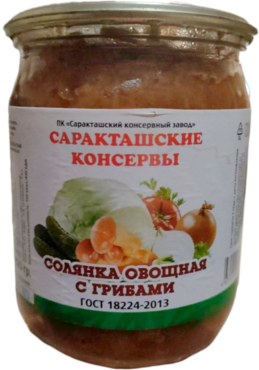 ПК «Саракташский консервный завод»
САРАКТАШСКИЕ
КОНСЕРВЫ
СОЛЯНКА ОВОЩНАЯ
С ГРИБАМИ
ГОСТ 18224-2013